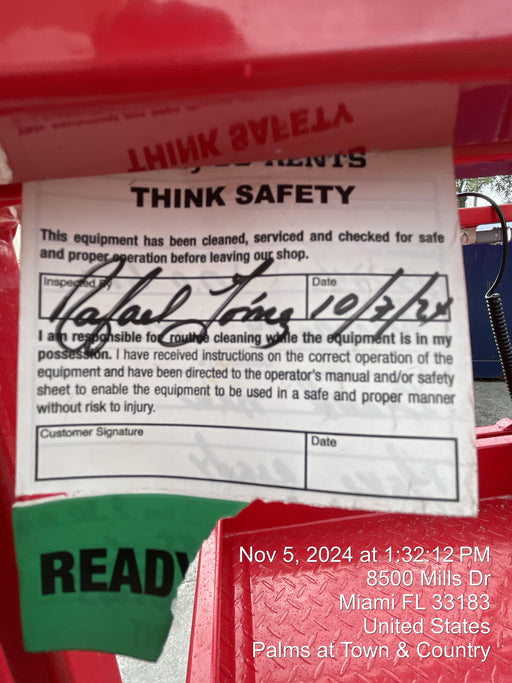 THINK SAFETY
RENTS
THINK SAFETY
This equipment has been cleaned, serviced and checked for safe
and proper operation before leaving our shop.
Inspected By
Date
Rafael Gómez 10/7/24
I am responsible for routine cleaning while the equipment is in my
possession. I have received instructions on the correct operation of the
equipment and have been directed to the operator's manual and/or safety
sheet to enable the equipment to be used in a safe and proper manner
without risk to injury.
Customer Signature
Date
READY
Nov 5, 2024 at 1:32:12 PM
8500 Mills Dr
Miami FL 33183
United States
Palms at Town & Country